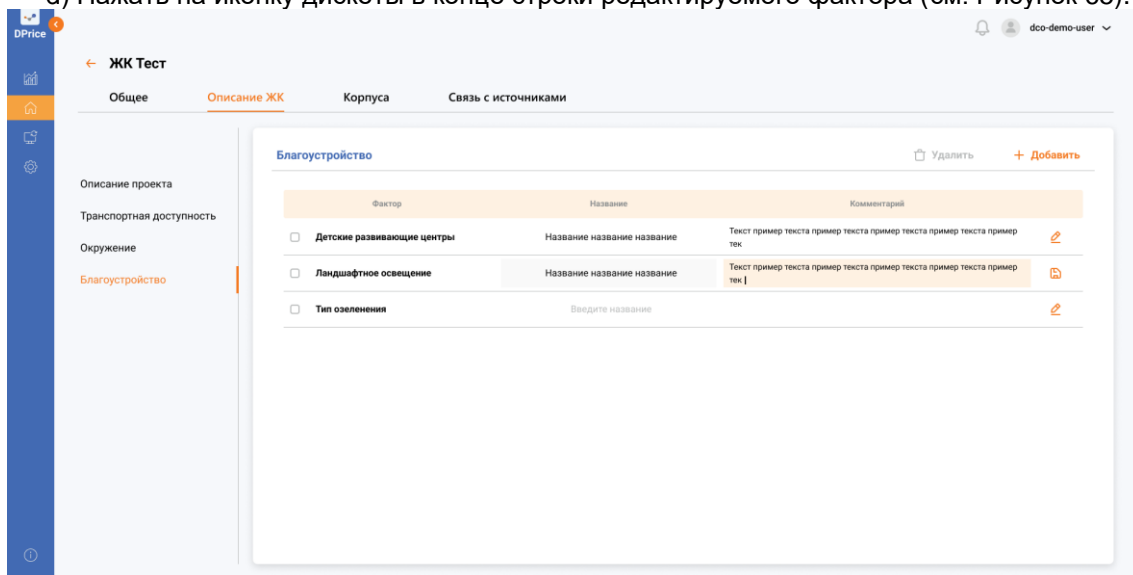 d) Нажать на иконку дискеты в конце строки редактируемого фактора (см. Рисунок
DPrice
dco-demo-user
← ЖК Тест
Общее Описание ЖК Корпуса Связь с источниками
Благоустройство Удалить + Добавить
Описание проекта
Транспортная доступность
Окружение
Благоустройство
Фактор Название Комментарий
Детские развивающие центры Название название название Текст пример текста пример текста пример текста пример текста пример
тек
Ландшафтное освещение Название название название Текст пример текста пример текста пример текста пример текста пример
тек
Тип озеленения Введите название